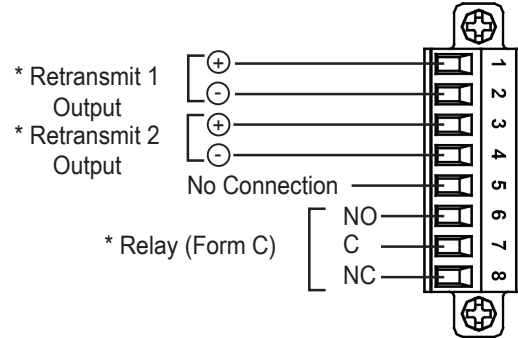 * Retransmit 1
Output
* Retransmit 2
Output
+
-
+
-
No Connection
* Relay (Form C)
NO
C
NC
1
2
3
4
5
6
7
8